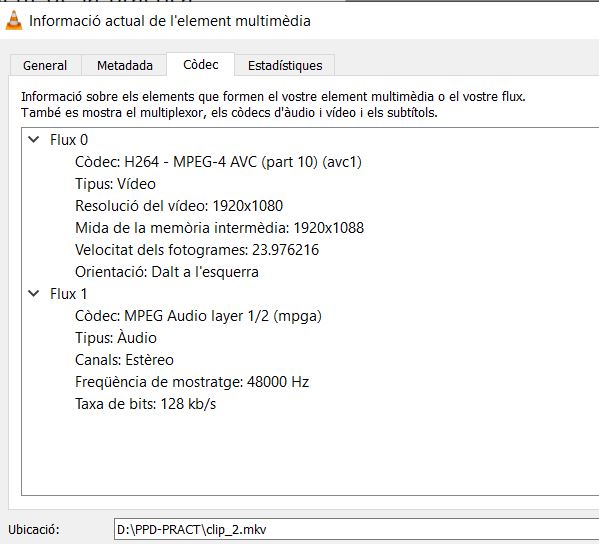 Informació actual de l'element multimèdia
General Metadada Còdec Estadístiques
Informació sobre els elements que formen el vostre element multimèdia o el vostre flux.
També es mostra el multiplexor, els còdecs d'àudio i vídeo i els subtítols.
Flux 0
Còdec: H264 - MPEG-4 AVC (part 10) (avc1)
Tipus: Vídeo
Resolució del vídeo: 1920x1080
Mida de la memòria intermèdia: 1920x1088
Velocitat dels fotogrames: 23.976216
Orientació: Dalt a l'esquerra
Flux 1
Còdec: MPEG Audio layer 1/2 (mpga)
Tipus: Àudio
Canals: Estèreo
Freqüència de mostratge: 48000 Hz
Taxa de bits: 128 kb/s
Ubicació: D:\PPD-PRACT\clip_2.mkv